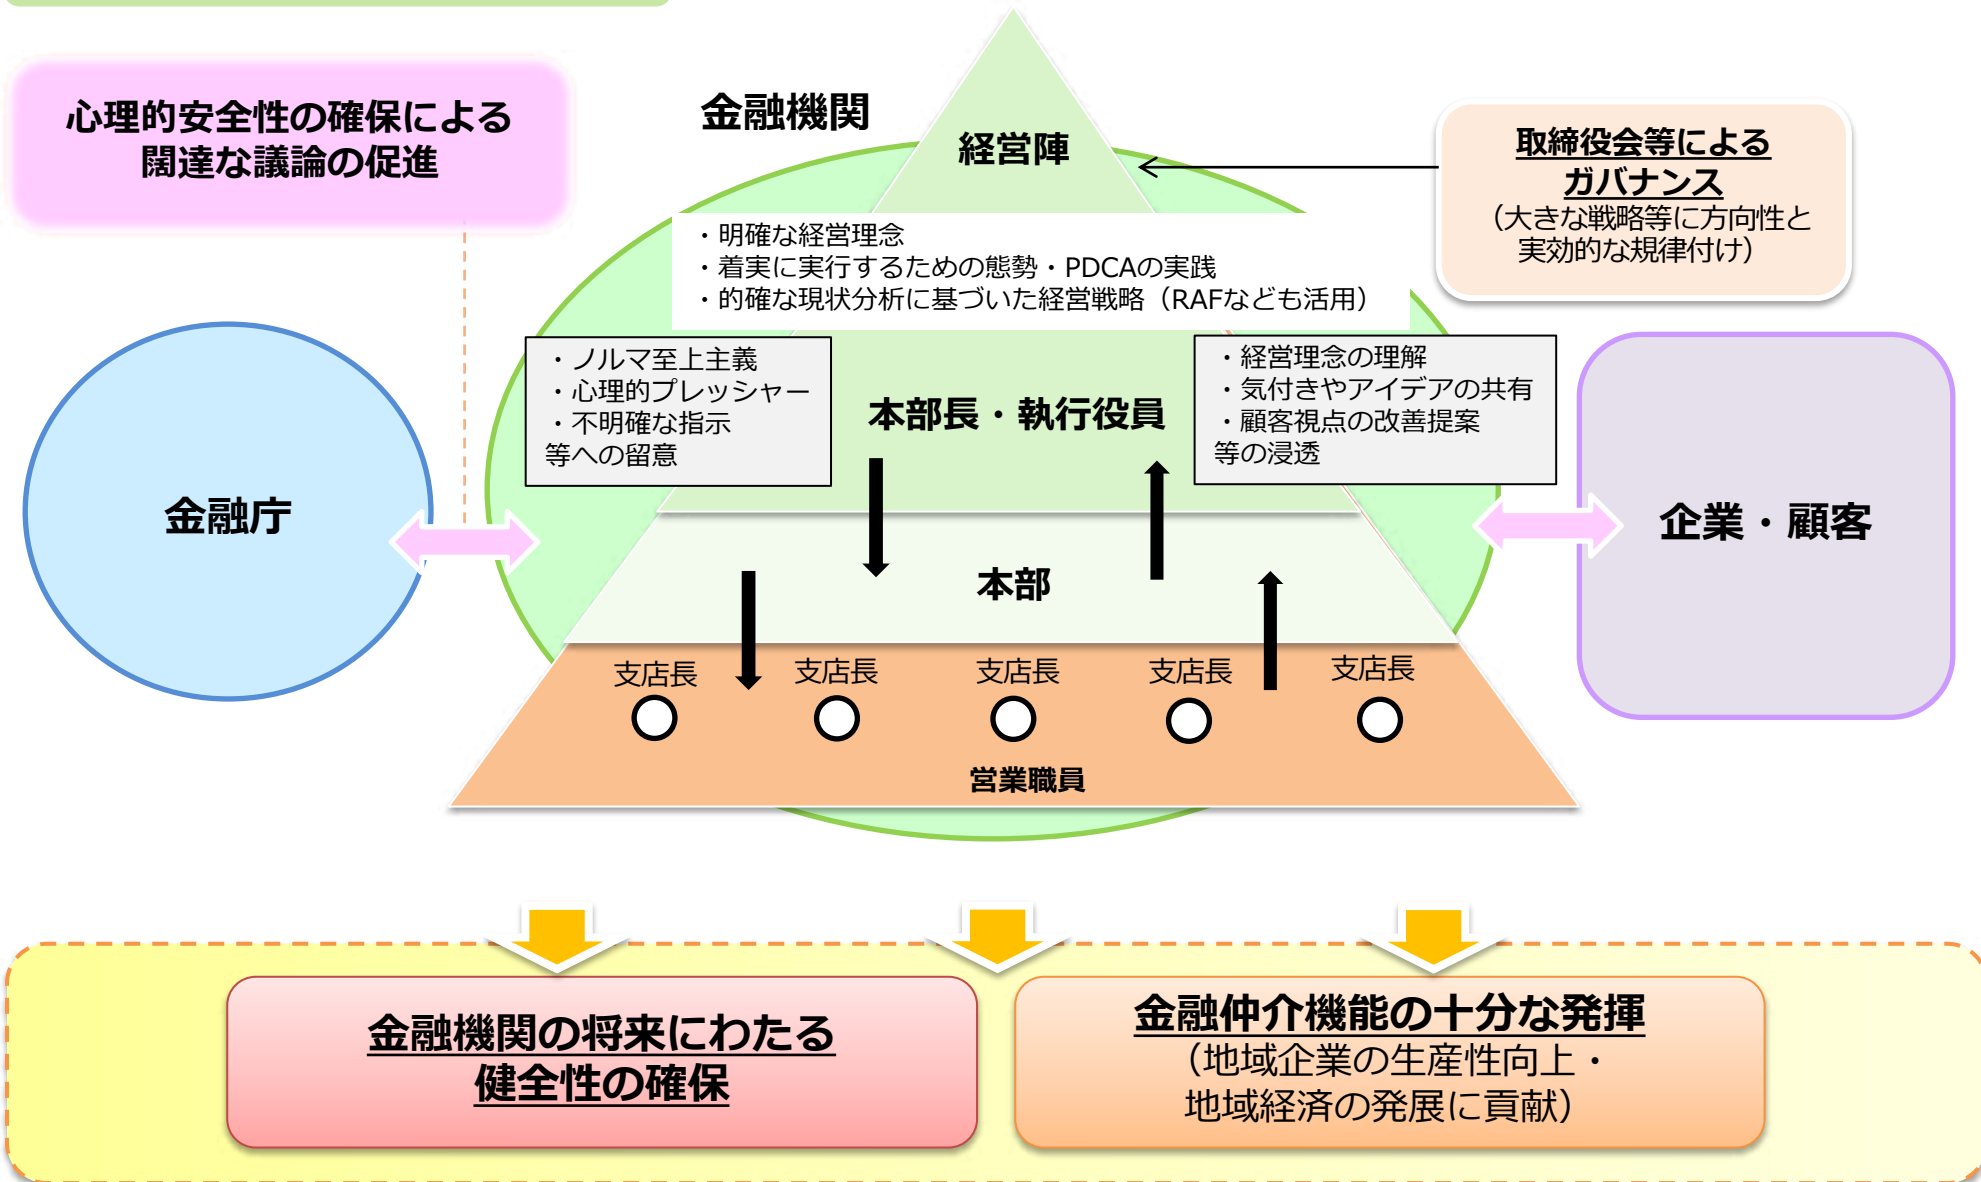 心理的安全性の確保による
闊達な議論の促進
金融機関
経営陣
取締役会等による
ガバナンス
（大きな戦略等に方向性と
実効的な規律付け）
・明確な経営理念
・着実に実行するための態勢・PDCAの実践
・的確な現状分析に基づいた経営戦略（RAFなども活用）
・ノルマ至上主義
・心理的プレッシャー
・不明確な指示
等への留意
本部長・執行役員
・経営理念の理解
・気付きやアイデアの共有
・顧客視点の改善提案
等の浸透
金融庁
企業・顧客
本部
支店長
支店長
支店長
支店長
支店長
営業職員
金融機関の将来にわたる
健全性の確保
金融仲介機能の十分な発揮
（地域企業の生産性向上・
地域経済の発展に貢献）